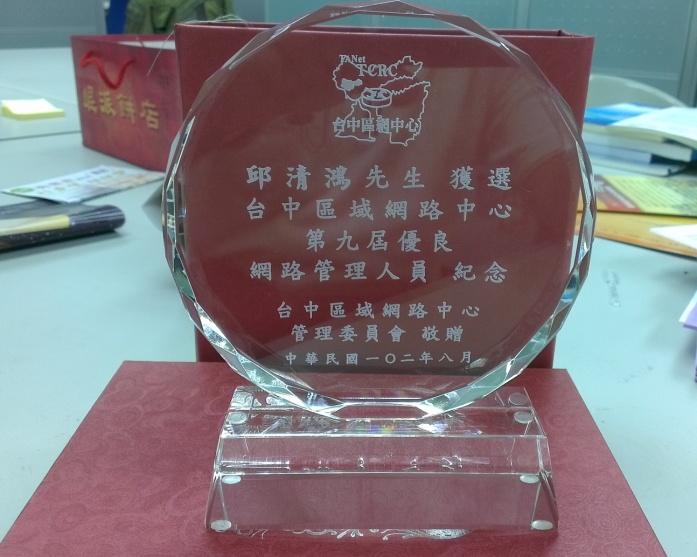 TANet
TCRC
台中區網中心
邱清鴻先生 獲選
台中區域網路中心
第九屆優良
網路管理人員 紀念
台中區域網路中心
管理委員會 敬贈
中華民國一〇二年八月
餅店